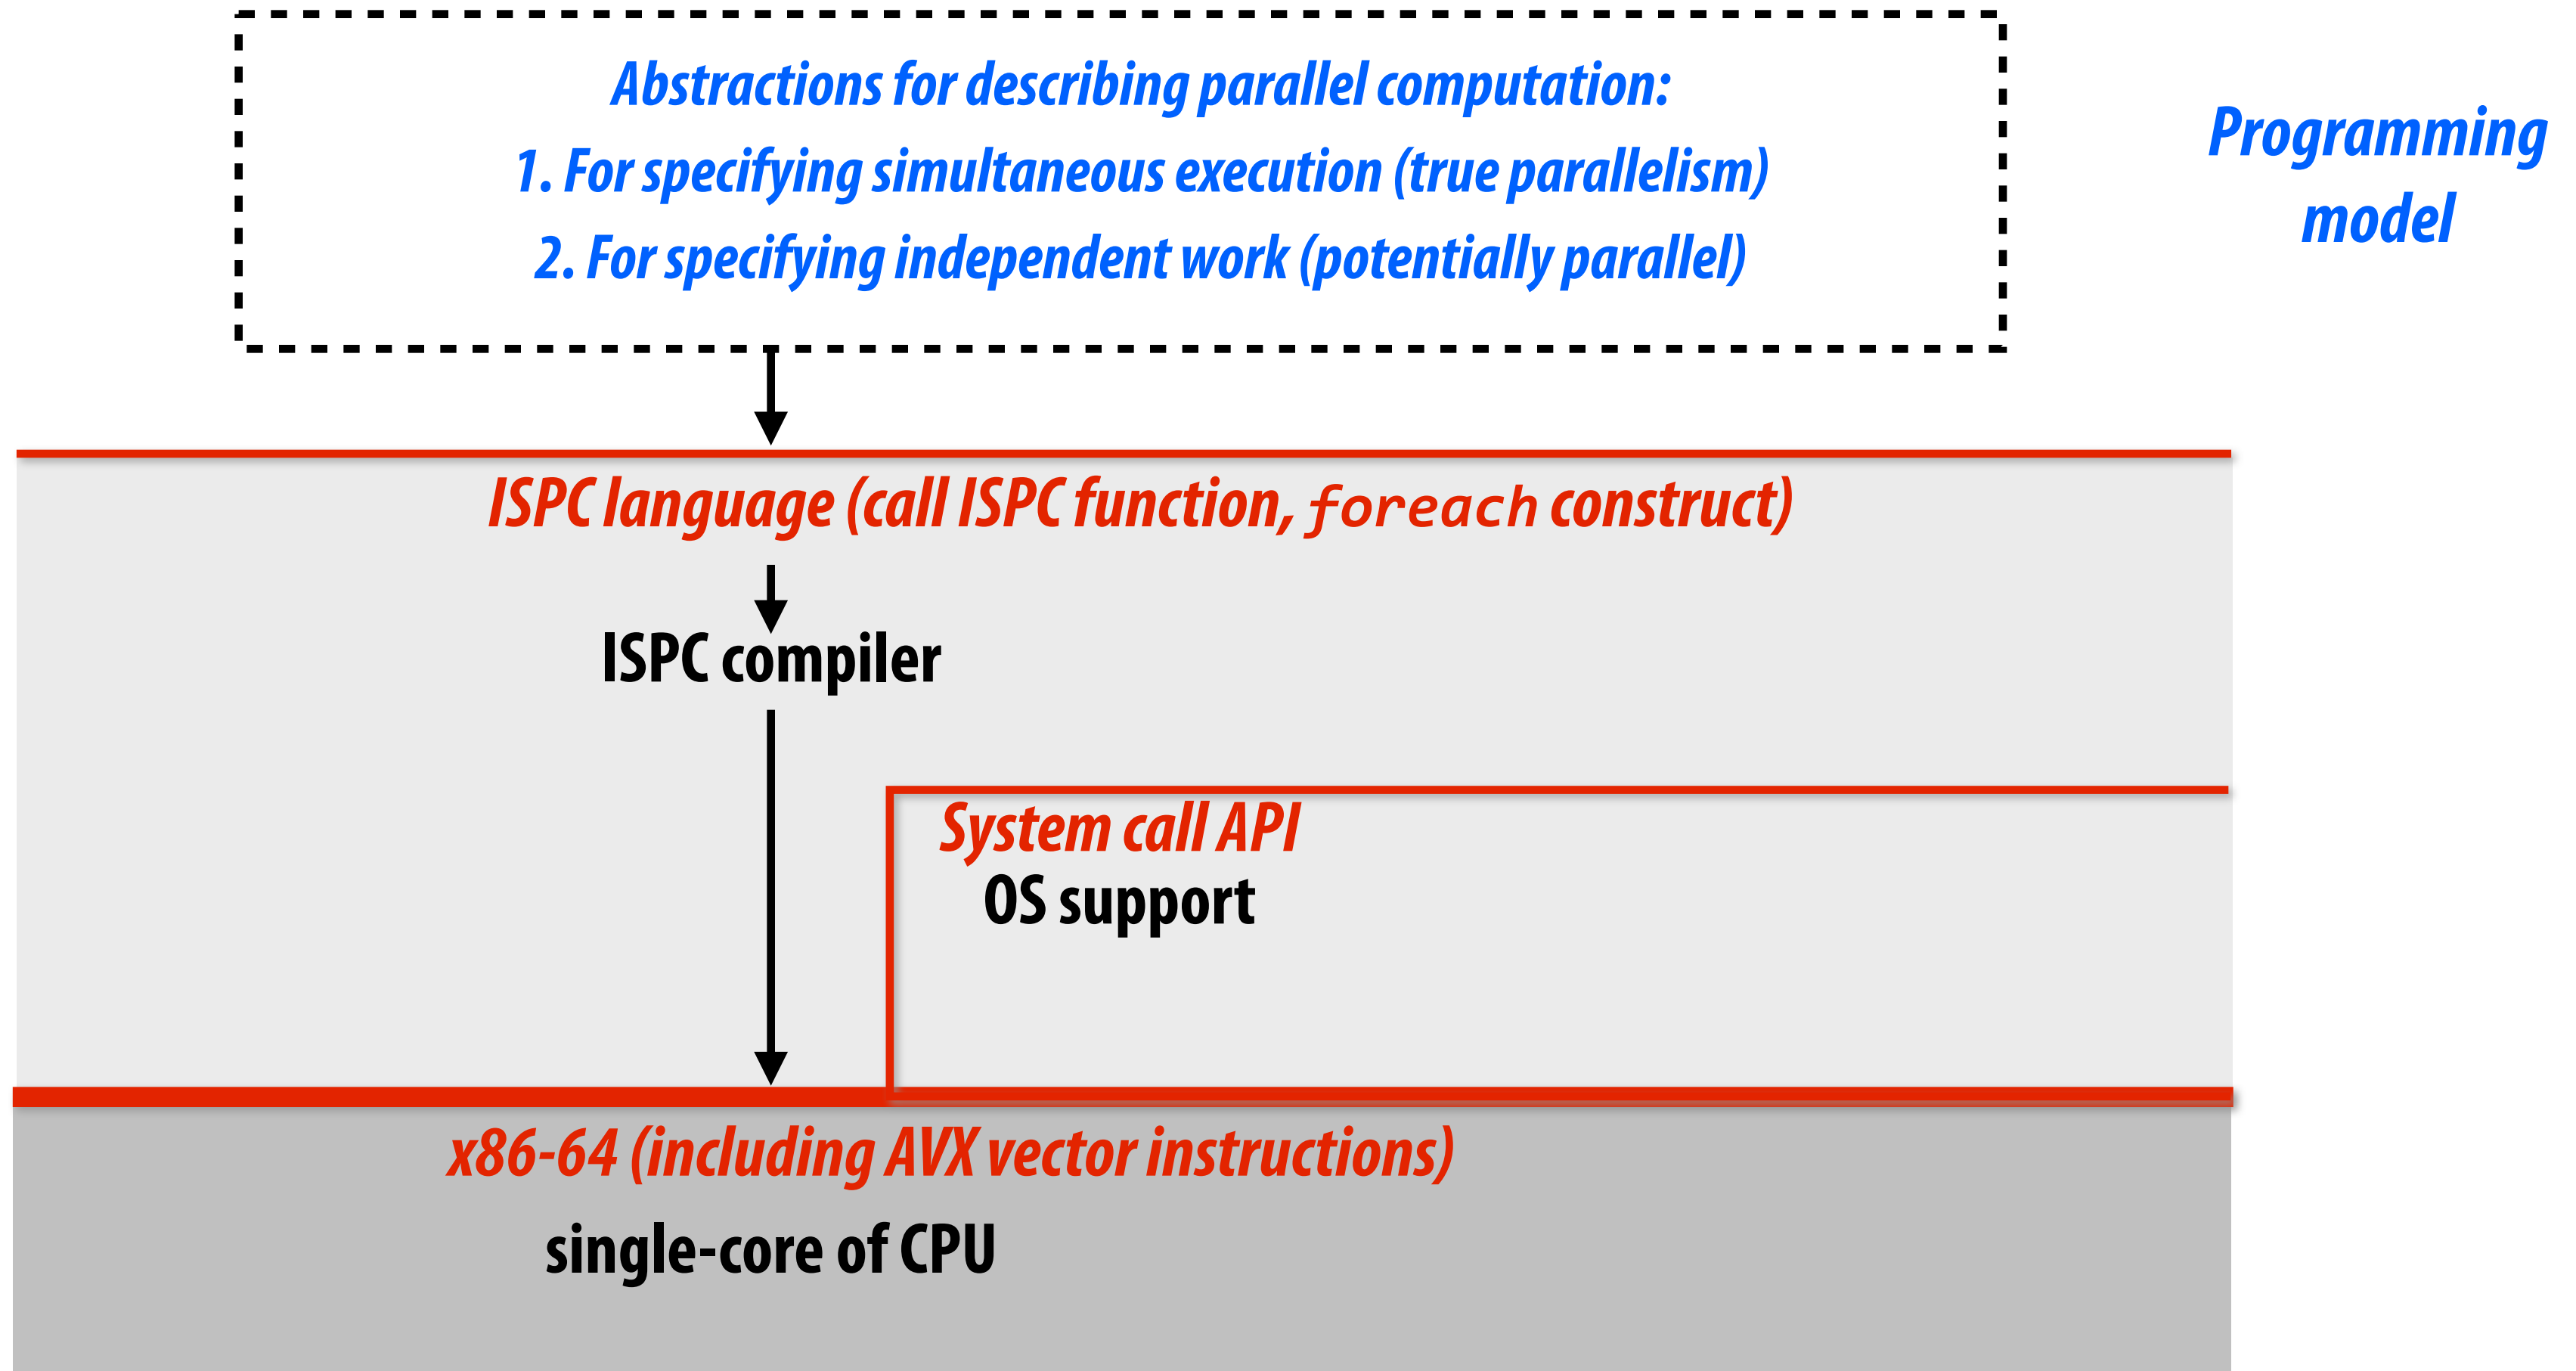 Abstractions for describing parallel computation:
1. For specifying simultaneous execution (true parallelism)
2. For specifying independent work (potentially parallel)
Programming
model
ISPC language (call ISPC function, foreach construct)
ISPC compiler
System call API
OS support
x86-64 (including AVX vector instructions)
single-core of CPU